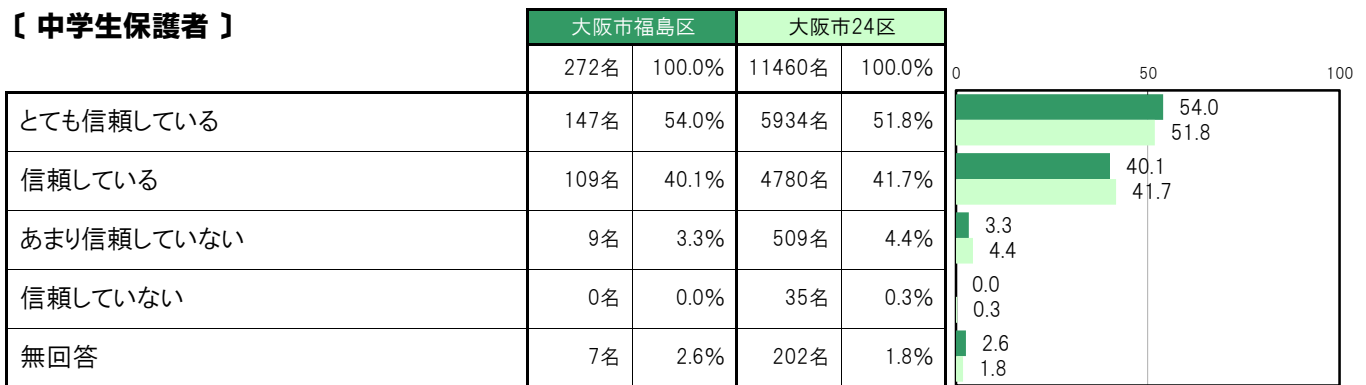 〔 中学生保護者 〕
大阪市福島区 大阪市24区
272名 100.0% 11460名 100.0%
0 50 100
とても信頼している 147名 54.0% 5934名 51.8%
54.0
51.8
信頼している 109名 40.1% 4780名 41.7%
40.1
41.7
あまり信頼していない 9名 3.3% 509名 4.4%
3.3
4.4
信頼していない 0名 0.0% 35名 0.3%
0.0
0.3
無回答 7名 2.6% 202名 1.8%
2.6
1.8